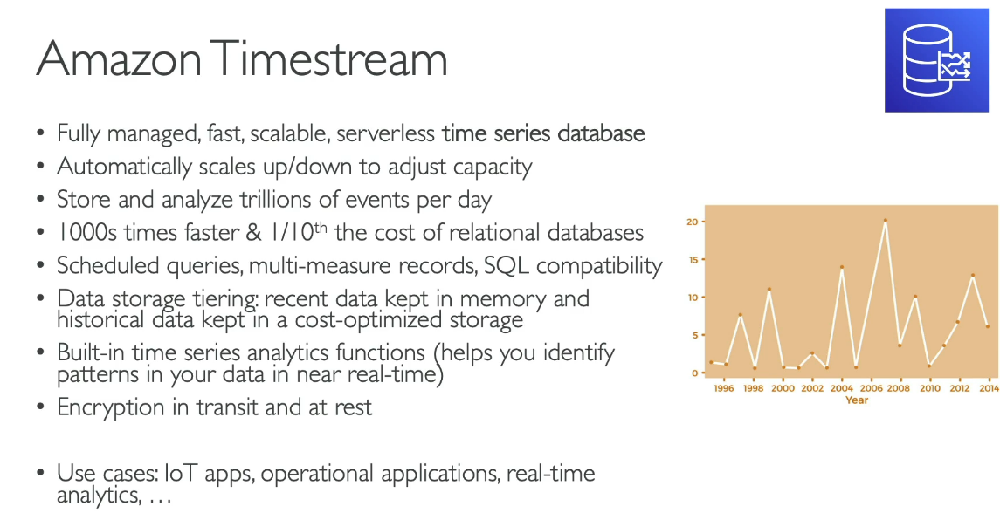 Amazon Timestream
• Fully managed, fast, scalable, serverless time series database
• Automatically scales up/down to adjust capacity
• Store and analyze trillions of events per day
• 1000s times faster & 1/10th the cost of relational databases
• Scheduled queries, multi-measure records, SQL compatibility
• Data storage tiering: recent data kept in memory and
historical data kept in a cost-optimized storage
• Built-in time series analytics functions (helps you identify
patterns in your data in near real-time)
• Encryption in transit and at rest
• Use cases: IoT apps, operational applications, real-time
analytics, …
20
15
10
5
0
1996 1998 2000 2002 2004 2006 2008 2010 2012 2014
Year